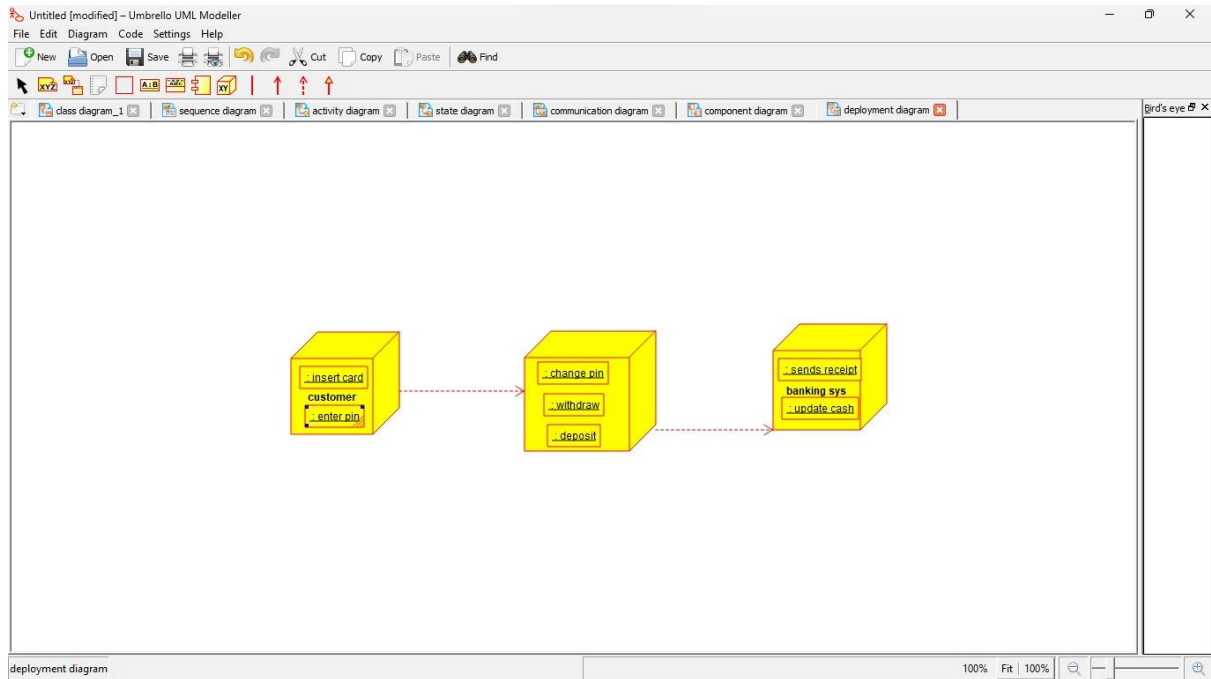 Untitled [modified] – Umbrello UML Modeller
File Edit Diagram Code Settings Help
New Open Save Cut Copy Paste Find
XYZ A:B XY
class diagram_1 sequence diagram activity diagram state diagram communication diagram component diagram deployment diagram Bird's eye
: insert card
customer
: enter pin
: change pin
: withdraw
: deposit
: sends receipt
banking sys
: update cash
deployment diagram 100% Fit 100%